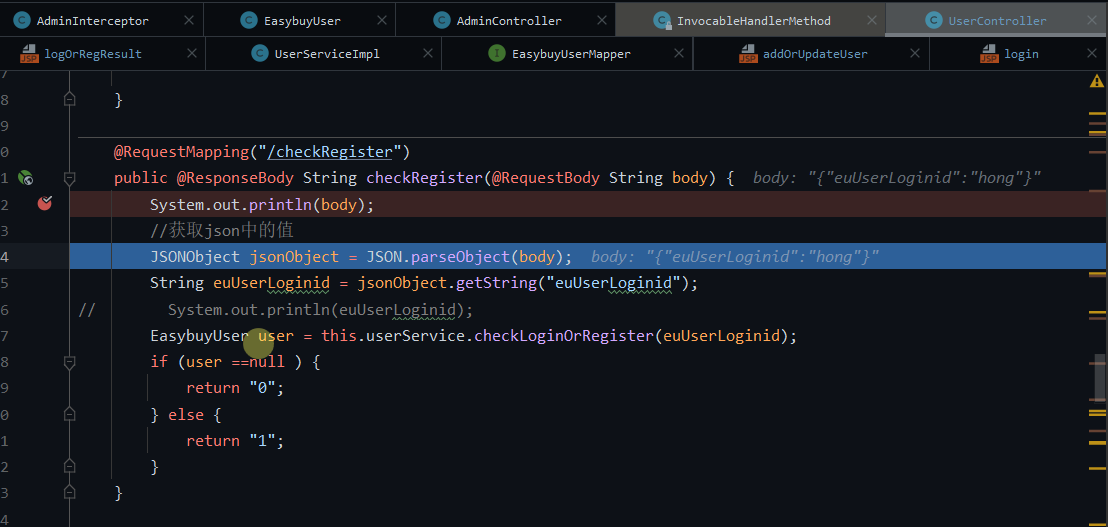 AdminInterceptor EasybuyUser AdminController InvocableHandlerMethod UserController
logOrRegResult UserServiceImpl EasybuyUserMapper addOrUpdateUser login
7
8 }
9
0 @RequestMapping("/checkRegister")
1 public @ResponseBody String checkRegister(@RequestBody String body) { body: "{"euUserLoginid":"hong"}"
2 System.out.println(body);
3 //获取json中的值
4 JSONObject jsonObject = JSON.parseObject(body); body: "{"euUserLoginid":"hong"}"
5 String euUserLoginid = jsonObject.getString("euUserLoginid");
6 // System.out.println(euUserLoginid);
7 EasybuyUser user = this.userService.checkLoginOrRegister(euUserLoginid);
8 if (user ==null ) {
9 return "0";
0 } else {
1 return "1";
2 }
3 }
4